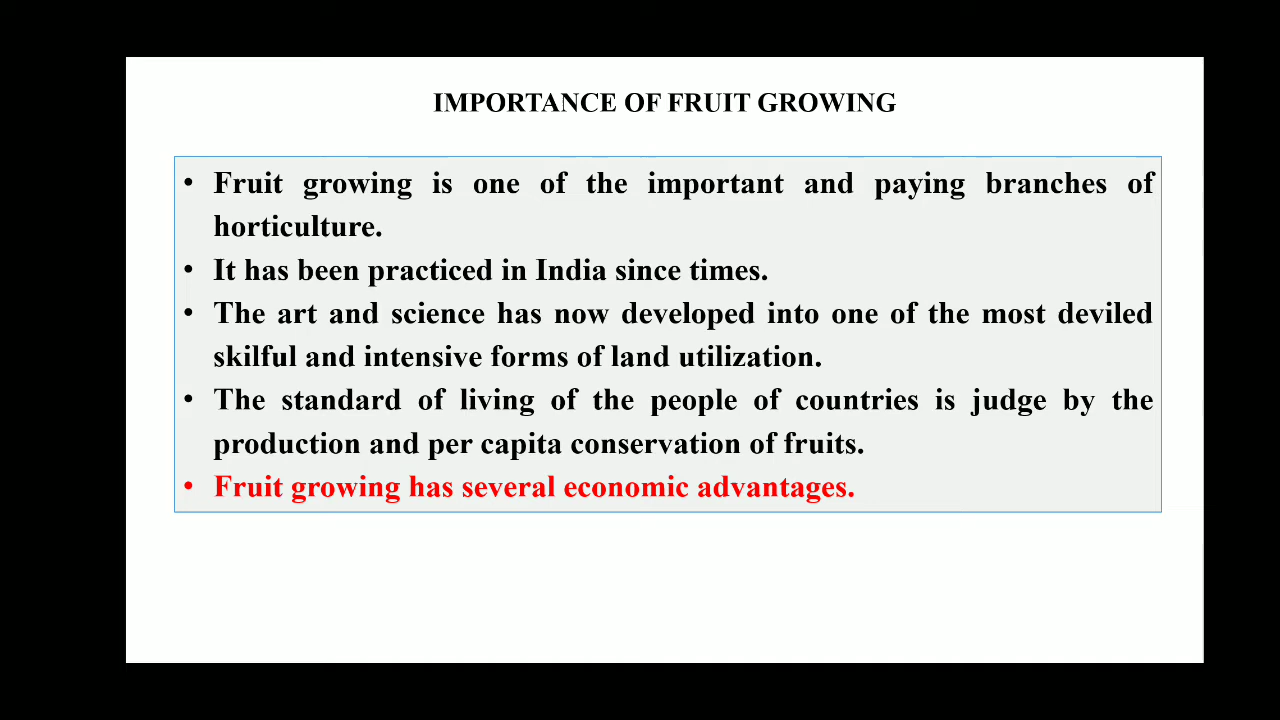 IMPORTANCE OF FRUIT GROWING
• Fruit growing is one of the important and paying branches of
horticulture.
• It has been practiced in India since times.
• The art and science has now developed into one of the most deviled
skilful and intensive forms of land utilization.
• The standard of living of the people of countries is judge by the
production and per capita conservation of fruits.
• Fruit growing has several economic advantages.